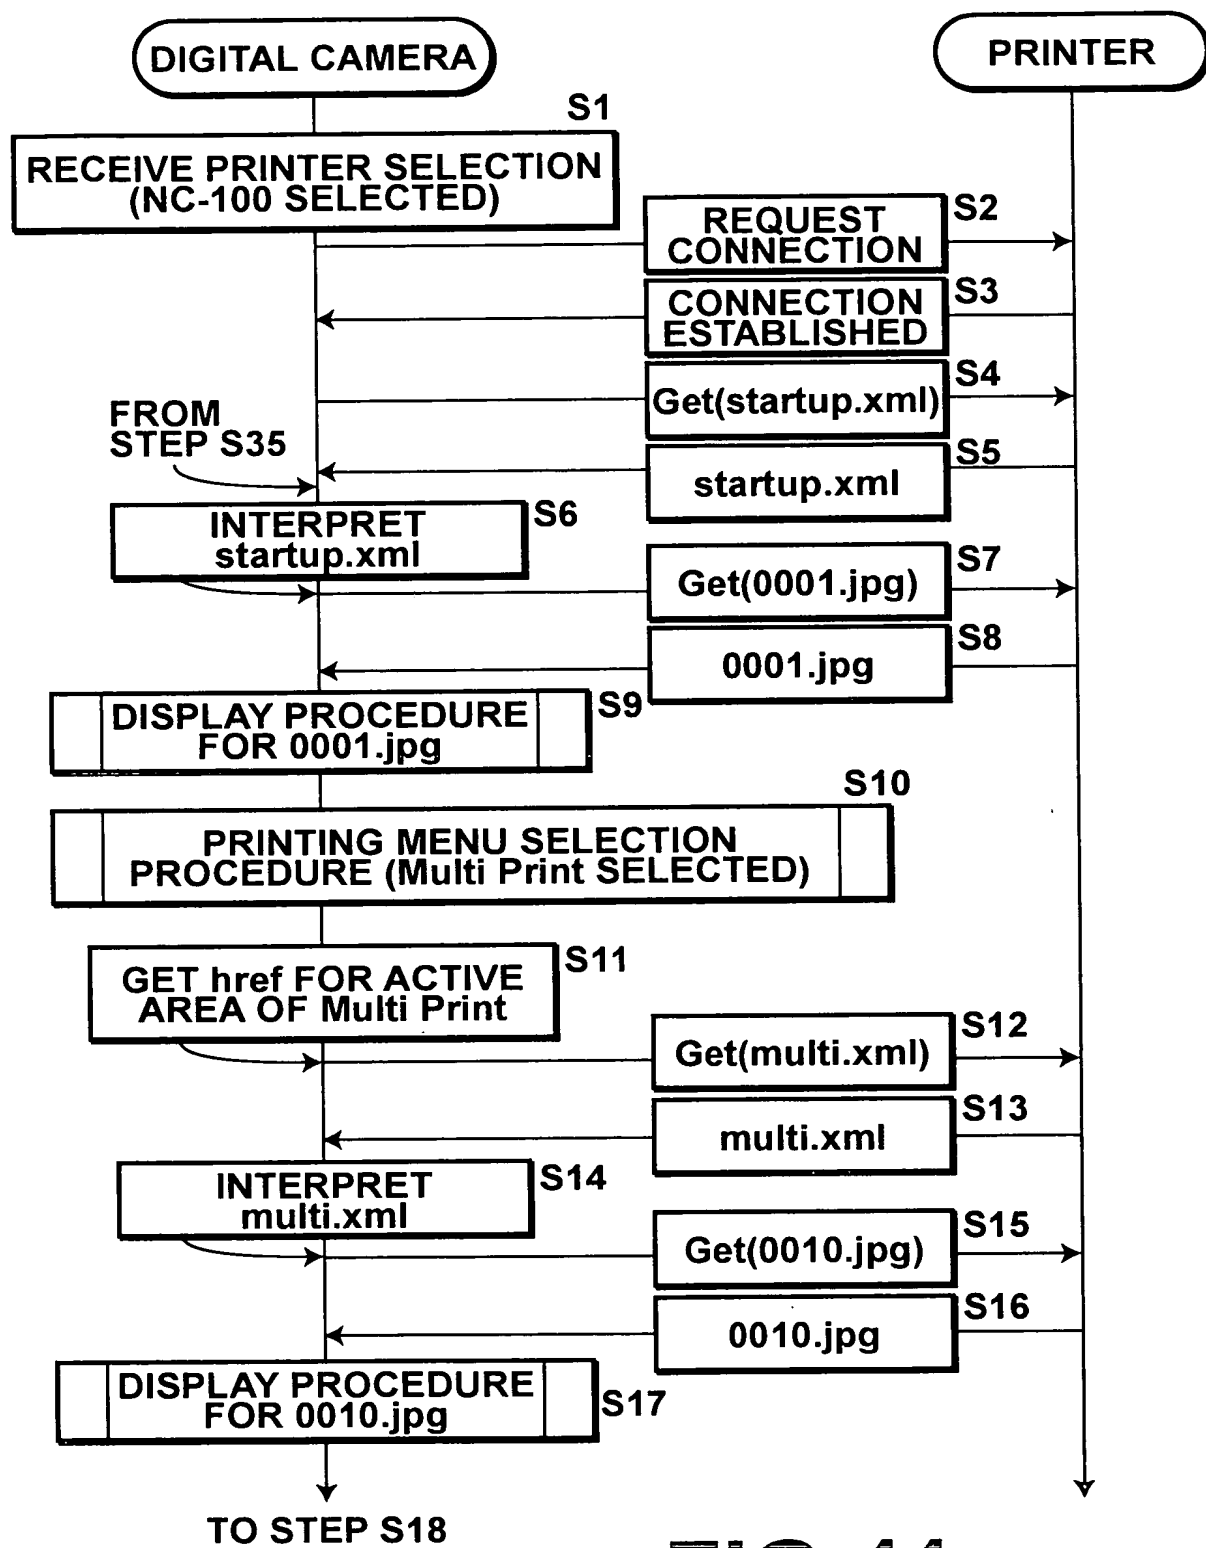 DIGITAL CAMERA
PRINTER
S1
RECEIVE PRINTER SELECTION
(NC-100 SELECTED)
S2
REQUEST
CONNECTION
S3
CONNECTION
ESTABLISHED
S4
Get(startup.xml)
FROM
STEP S35
S5
startup.xml
S6
INTERPRET
startup.xml
S7
Get(0001.jpg)
S8
0001.jpg
S9
DISPLAY PROCEDURE
FOR 0001.jpg
S10
PRINTING MENU SELECTION
PROCEDURE (Multi Print SELECTED)
S11
GET href FOR ACTIVE
AREA OF Multi Print
S12
Get(multi.xml)
S13
multi.xml
S14
INTERPRET
multi.xml
S15
Get(0010.jpg)
S16
0010.jpg
S17
DISPLAY PROCEDURE
FOR 0010.jpg
TO STEP S18